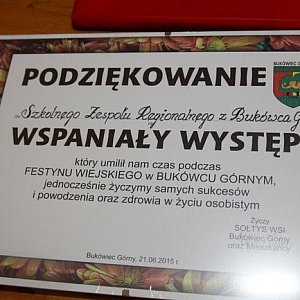 PODZIĘKOWANIE
BUKÓWIEC
Dla Szkolnego Zespołu Regionalnego z Bukówca G
WSPANIAŁY WYSTĘP
który umilił nam czas podczas
FESTYNU WIEJSKIEGO w BUKÓWCU GÓRNYM,
jednocześnie życzymy samych sukcesów
i powodzenia oraz zdrowia w życiu osobistym
Życzy
SOŁTYS WSI
Bukówiec Górny
oraz Mieszkańcy
Bukówiec Górny, 21.06.2015 r.